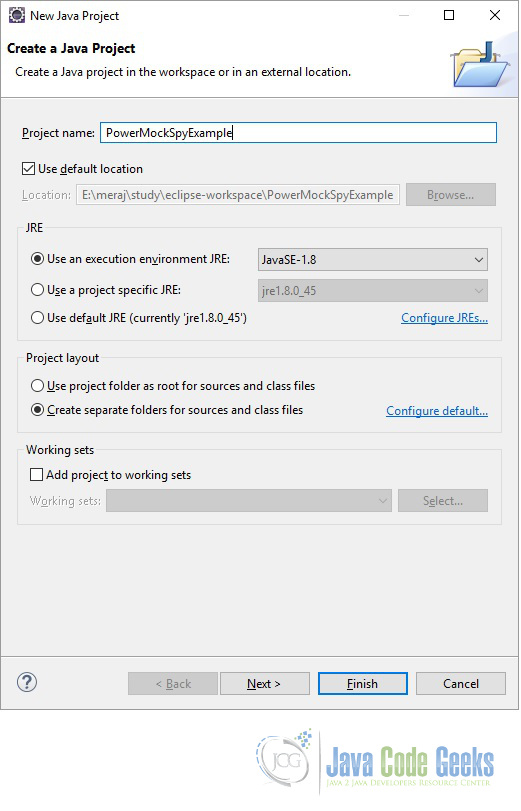 New Java Project
Create a Java Project
Create a Java project in the workspace or in an external location.
Project name: PowerMockSpyExample
Use default location
Location: E:\meraj\study\eclipse-workspace\PowerMockSpyExample Browse...
JRE
Use an execution environment JRE: JavaSE-1.8
Use a project specific JRE: jre1.8.0_45
Use default JRE (currently 'jre1.8.0_45') Configure JREs...
Project layout
Use project folder as root for sources and class files
Create separate folders for sources and class files Configure default...
Working sets
Add project to working sets
Working sets: Select...
? < Back Next > Finish Cancel
JCG Java Code Geeks
Java 2 Java Developers Resource Center